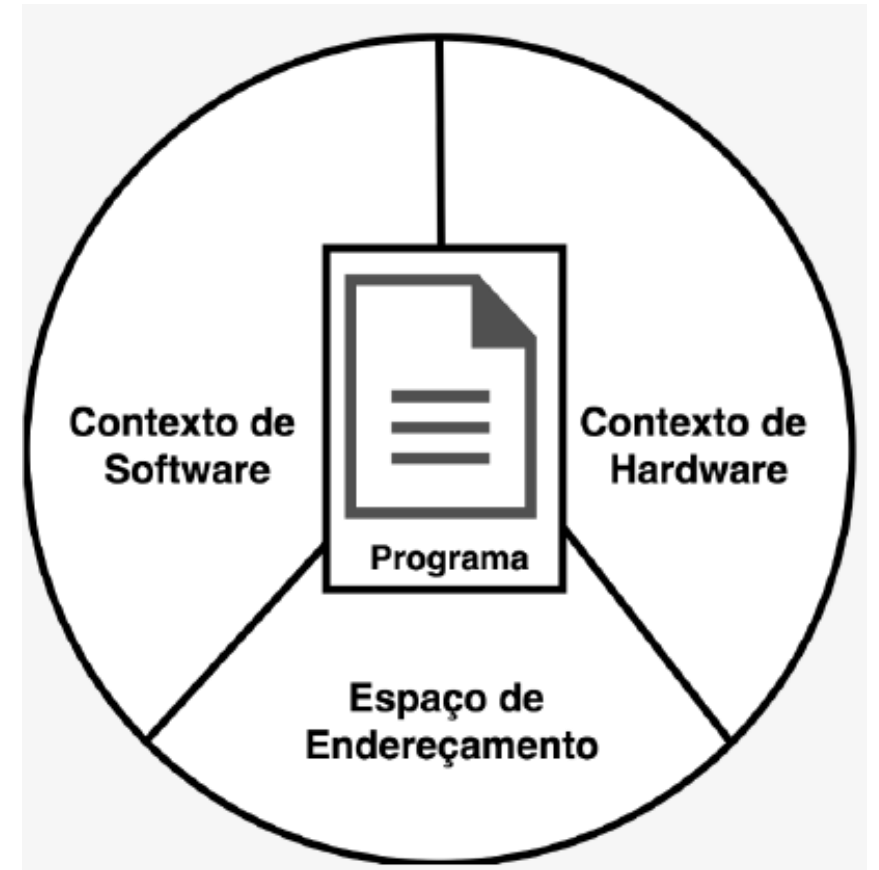 Contexto de
Software
Contexto de
Hardware
Programa
Espaço de
Endereçamento